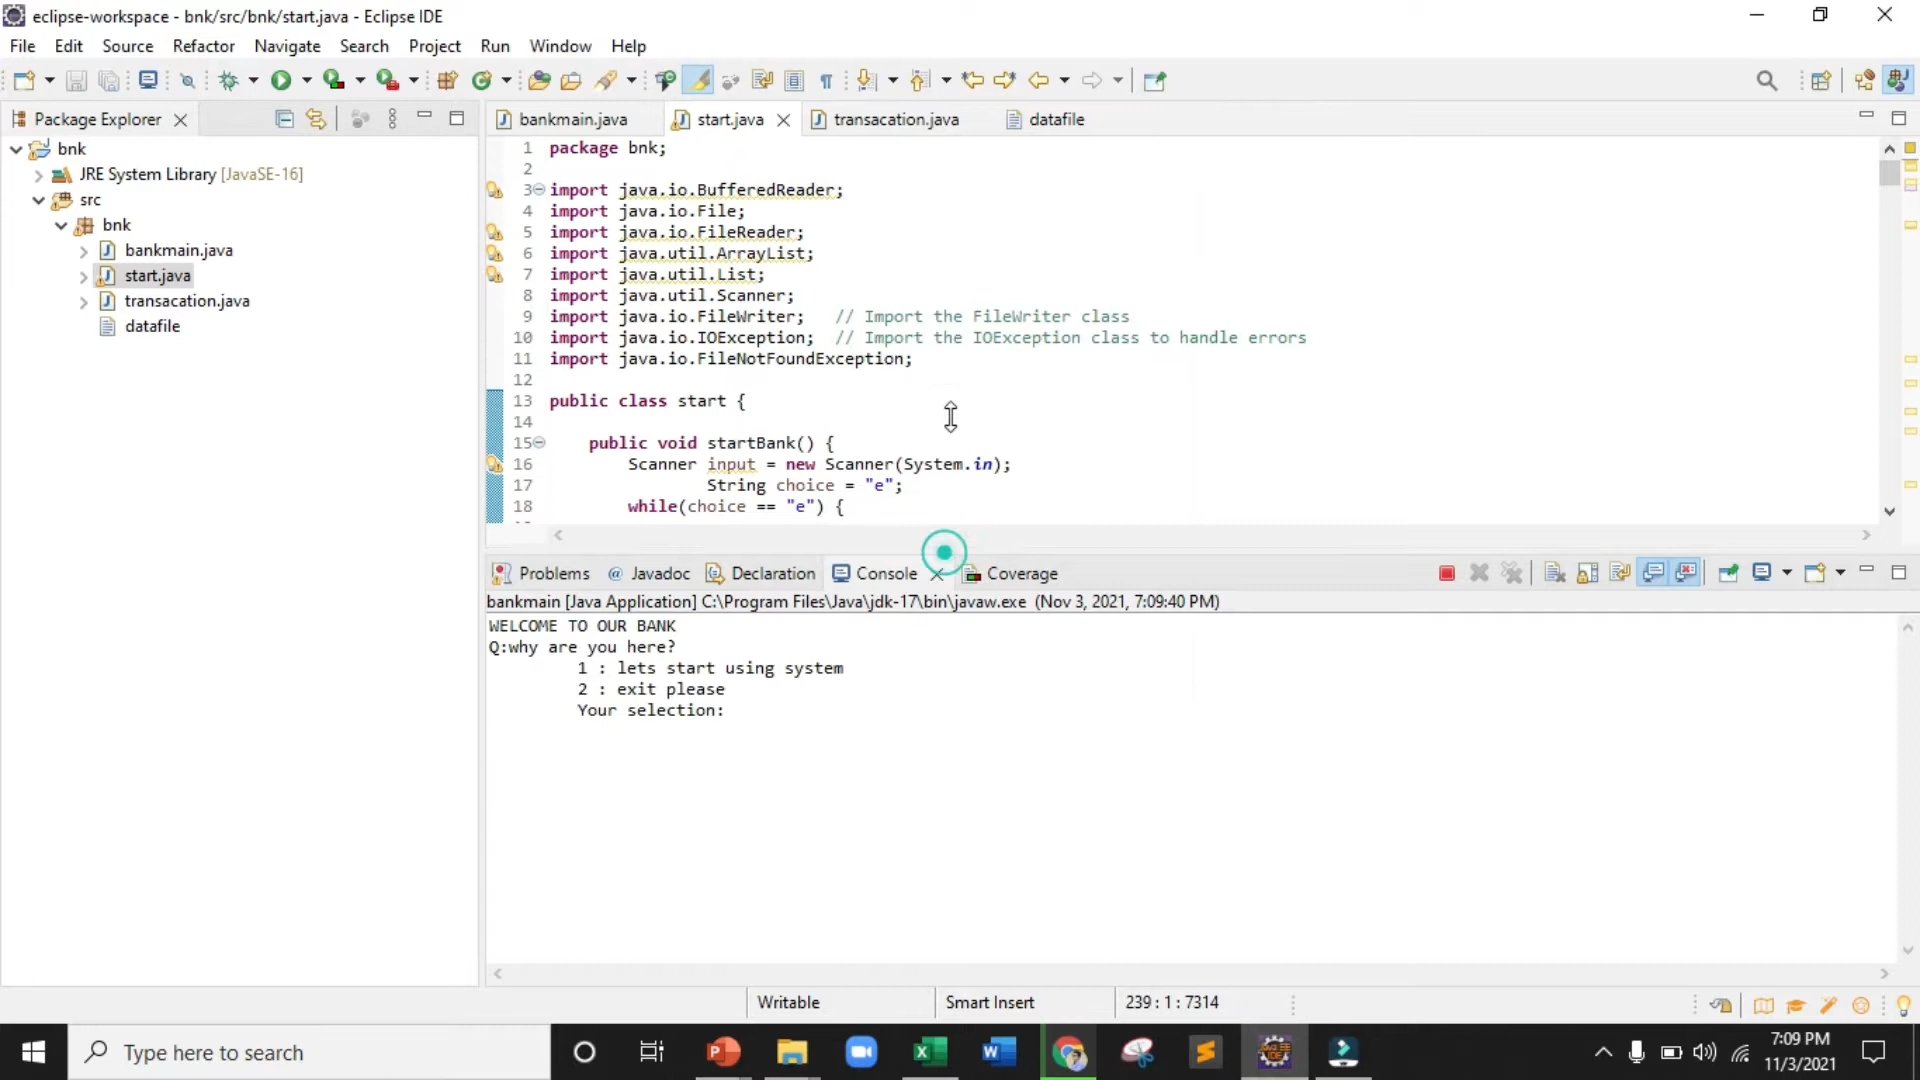 eclipse-workspace - bnk/src/bnk/start.java - Eclipse IDE
File Edit Source Refactor Navigate Search Project Run Window Help
Package Explorer
bnk
JRE System Library [JavaSE-16]
src
bnk
bankmain.java
start.java
transacation.java
datafile
bankmain.java start.java transacation.java datafile
1 package bnk;
2
3 import java.io.BufferedReader;
4 import java.io.File;
5 import java.io.FileReader;
6 import java.util.ArrayList;
7 import java.util.List;
8 import java.util.Scanner;
9 import java.io.FileWriter; // Import the FileWriter class
10 import java.io.IOException; // Import the IOException class to handle errors
11 import java.io.FileNotFoundException;
12
13 public class start {
14
15 public void startBank() {
16 Scanner input = new Scanner(System.in);
17 String choice = "e";
18 while(choice == "e") {
Problems @ Javadoc Declaration Console Coverage
bankmain [Java Application] C:\Program Files\Java\jdk-17\bin\javaw.exe (Nov 3, 2021, 7:09:40 PM)
WELCOME TO OUR BANK
Q:why are you here?
1 : lets start using system
2 : exit please
Your selection:
Writable Smart Insert 239 : 1 : 7314
Type here to search
7:09 PM
11/3/2021